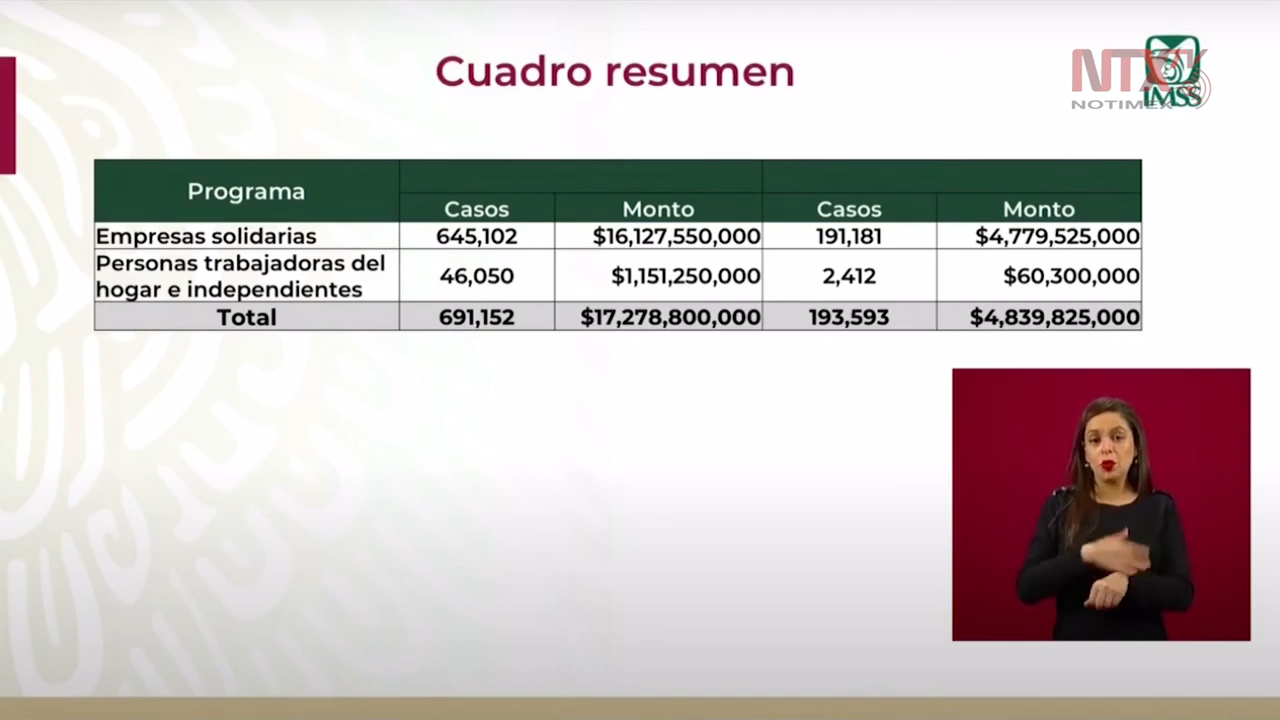 Cuadro resumen
NTX
NOTIMEX
IMSS
Programa
Casos Monto Casos Monto
Empresas solidarias 645,102 $16,127,550,000 191,181 $4,779,525,000
Personas trabajadoras del
hogar e independientes 46,050 $1,151,250,000 2,412 $60,300,000
Total 691,152 $17,278,800,000 193,593 $4,839,825,000